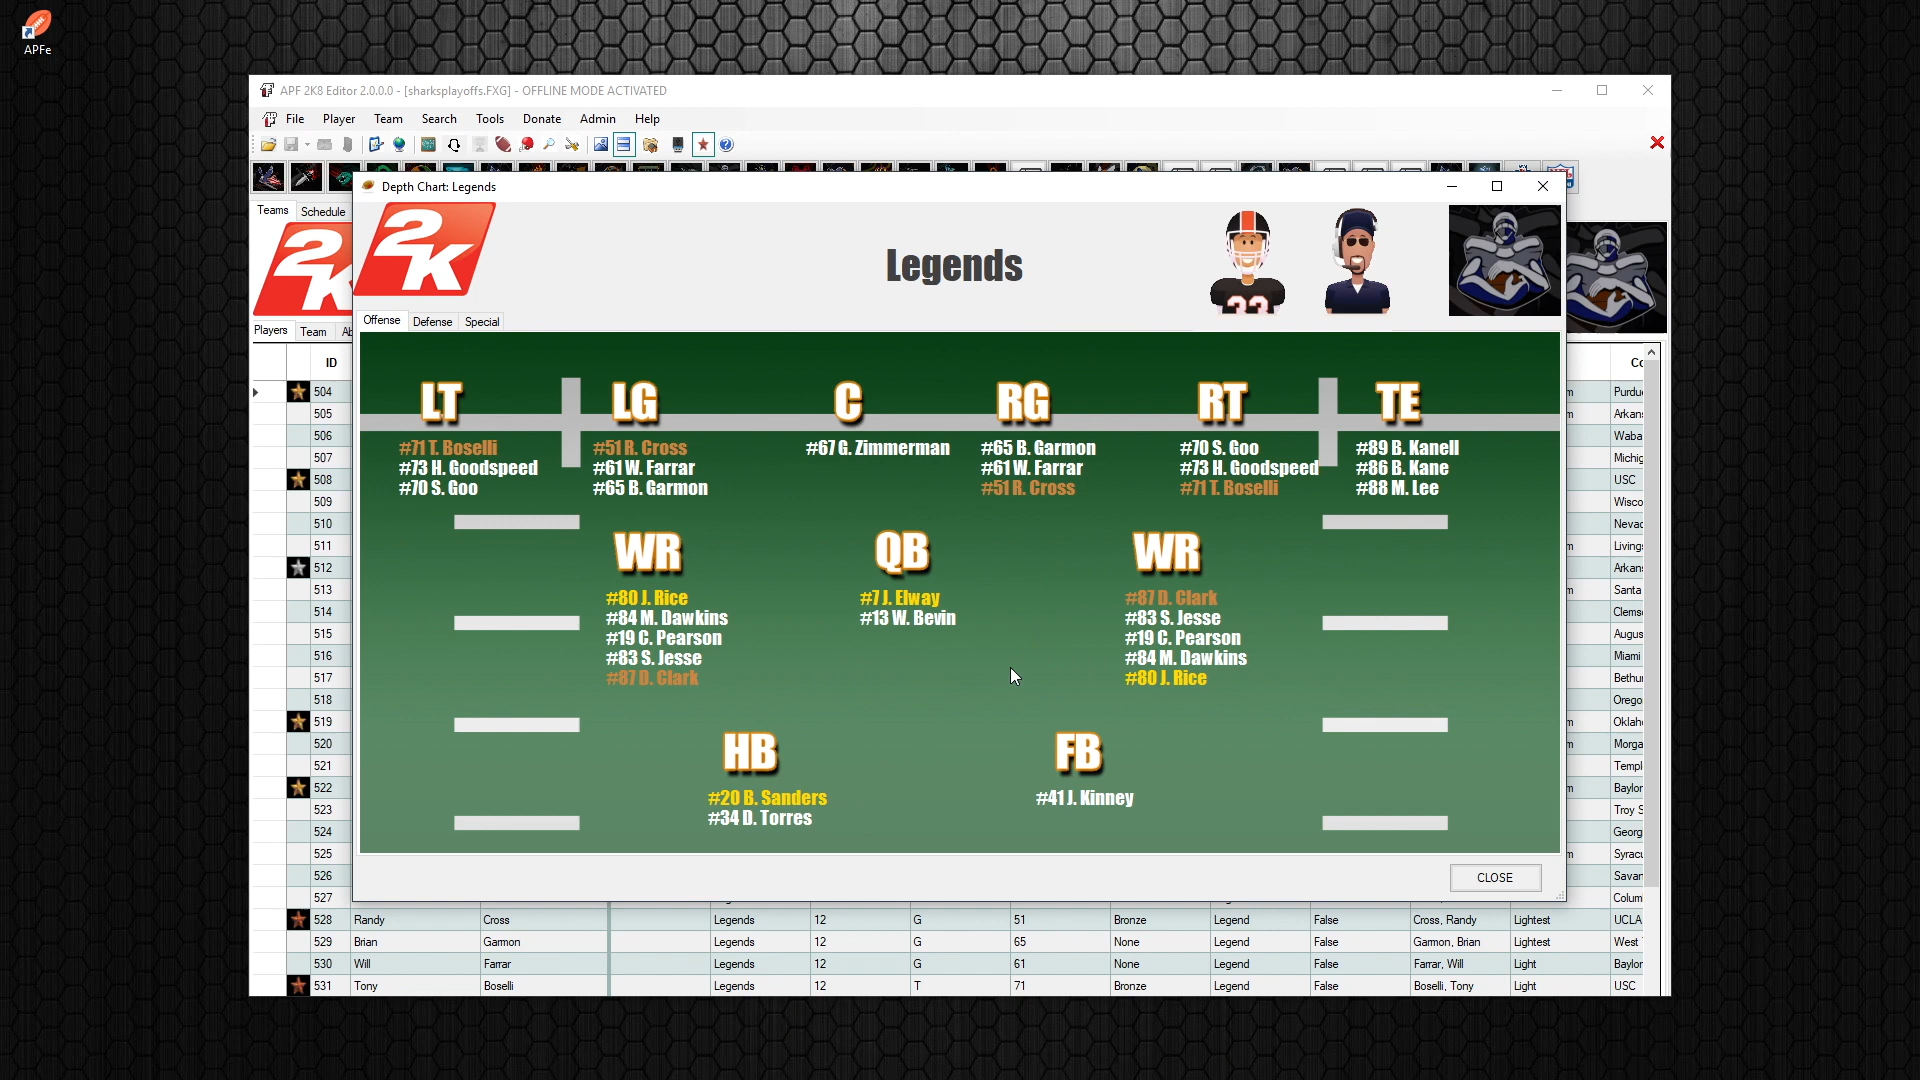 APFe
APF 2K8 Editor 2.0.0.0 - [sharksplayoffs.FXG] - OFFLINE MODE ACTIVATED
File Player Team Search Tools Donate Admin Help
Depth Chart: Legends
Teams Schedule
2K
2K
Legends
33
Players Team Ab
Offense Defense Special
ID
Co
504 Purdu
505 Arkan
506 Waba
507 Michig
508 USC
509 Wisco
510 Nevad
511 Living
512 Arkan
513 Santa
514 Clems
515 Augus
516 Miami
517 Bethu
518 Orego
519 Oklah
520 Morga
521 Templ
522 Baylor
523 Troy S
524 Georg
525 Syracu
526 Savan
527 Colum
LT LG C RG RT TE
#71 T. Boselli #51 R. Cross #67 G. Zimmerman #65 B. Garmon #70 S. Goo #89 B. Kanell
#73 H. Goodspeed #61 W. Farrar #61 W. Farrar #73 H. Goodspeed #86 B. Kane
#70 S. Goo #65 B. Garmon #51 R. Cross #71 T. Boselli #88 M. Lee
WR QB WR
#80 J. Rice #7 J. Elway #87 D. Clark
#84 M. Dawkins #13 W. Bevin #83 S. Jesse
#19 C. Pearson #19 C. Pearson
#83 S. Jesse #84 M. Dawkins
#87 D. Clark #80 J. Rice
HB FB
#20 B. Sanders #41 J. Kinney
#34 D. Torres
CLOSE
528 Randy Cross Legends 12 G 51 Bronze Legend False Cross, Randy Lightest UCLA
529 Brian Garmon Legends 12 G 65 None Legend False Garmon, Brian Lightest West
530 Will Farrar Legends 12 G 61 None Legend False Farrar, Will Light Baylor
531 Tony Boselli Legends 12 T 71 Bronze Legend False Boselli, Tony Light USC